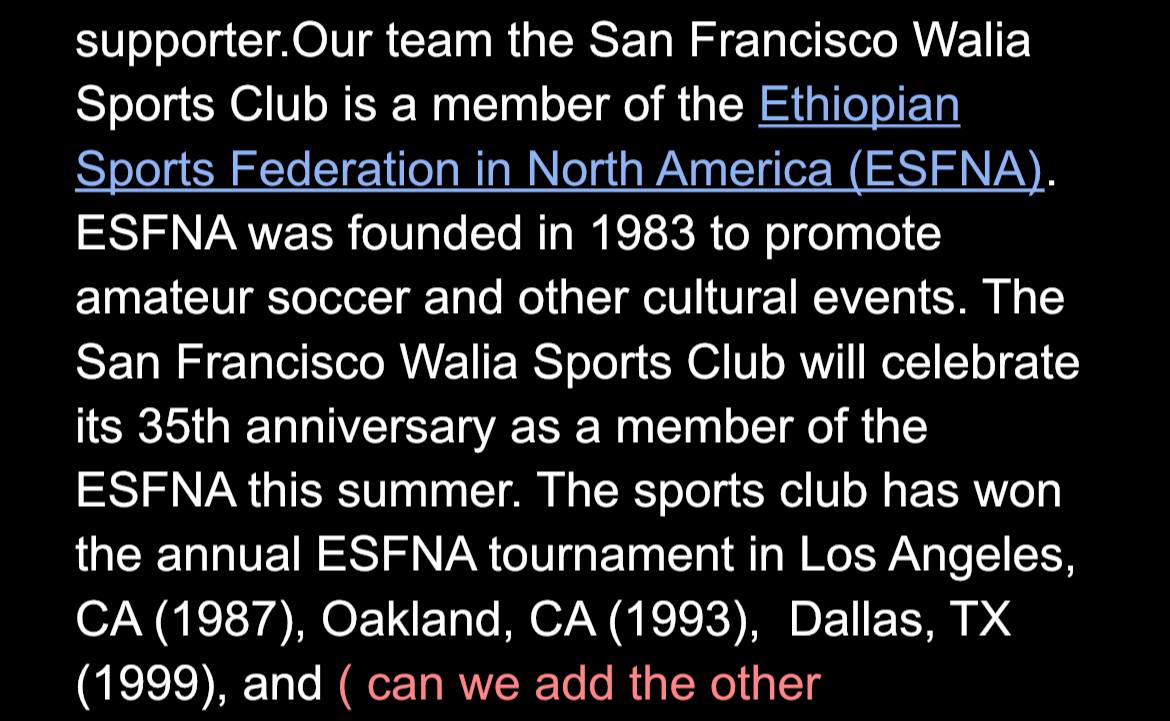 supporter.Our team the San Francisco Walia
Sports Club is a member of the Ethiopian
Sports Federation in North America (ESFNA).
ESFNA was founded in 1983 to promote
amateur soccer and other cultural events. The
San Francisco Walia Sports Club will celebrate
its 35th anniversary as a member of the
ESFNA this summer. The sports club has won
the annual ESFNA tournament in Los Angeles,
CA (1987), Oakland, CA (1993),  Dallas, TX
(1999), and ( can we add the other